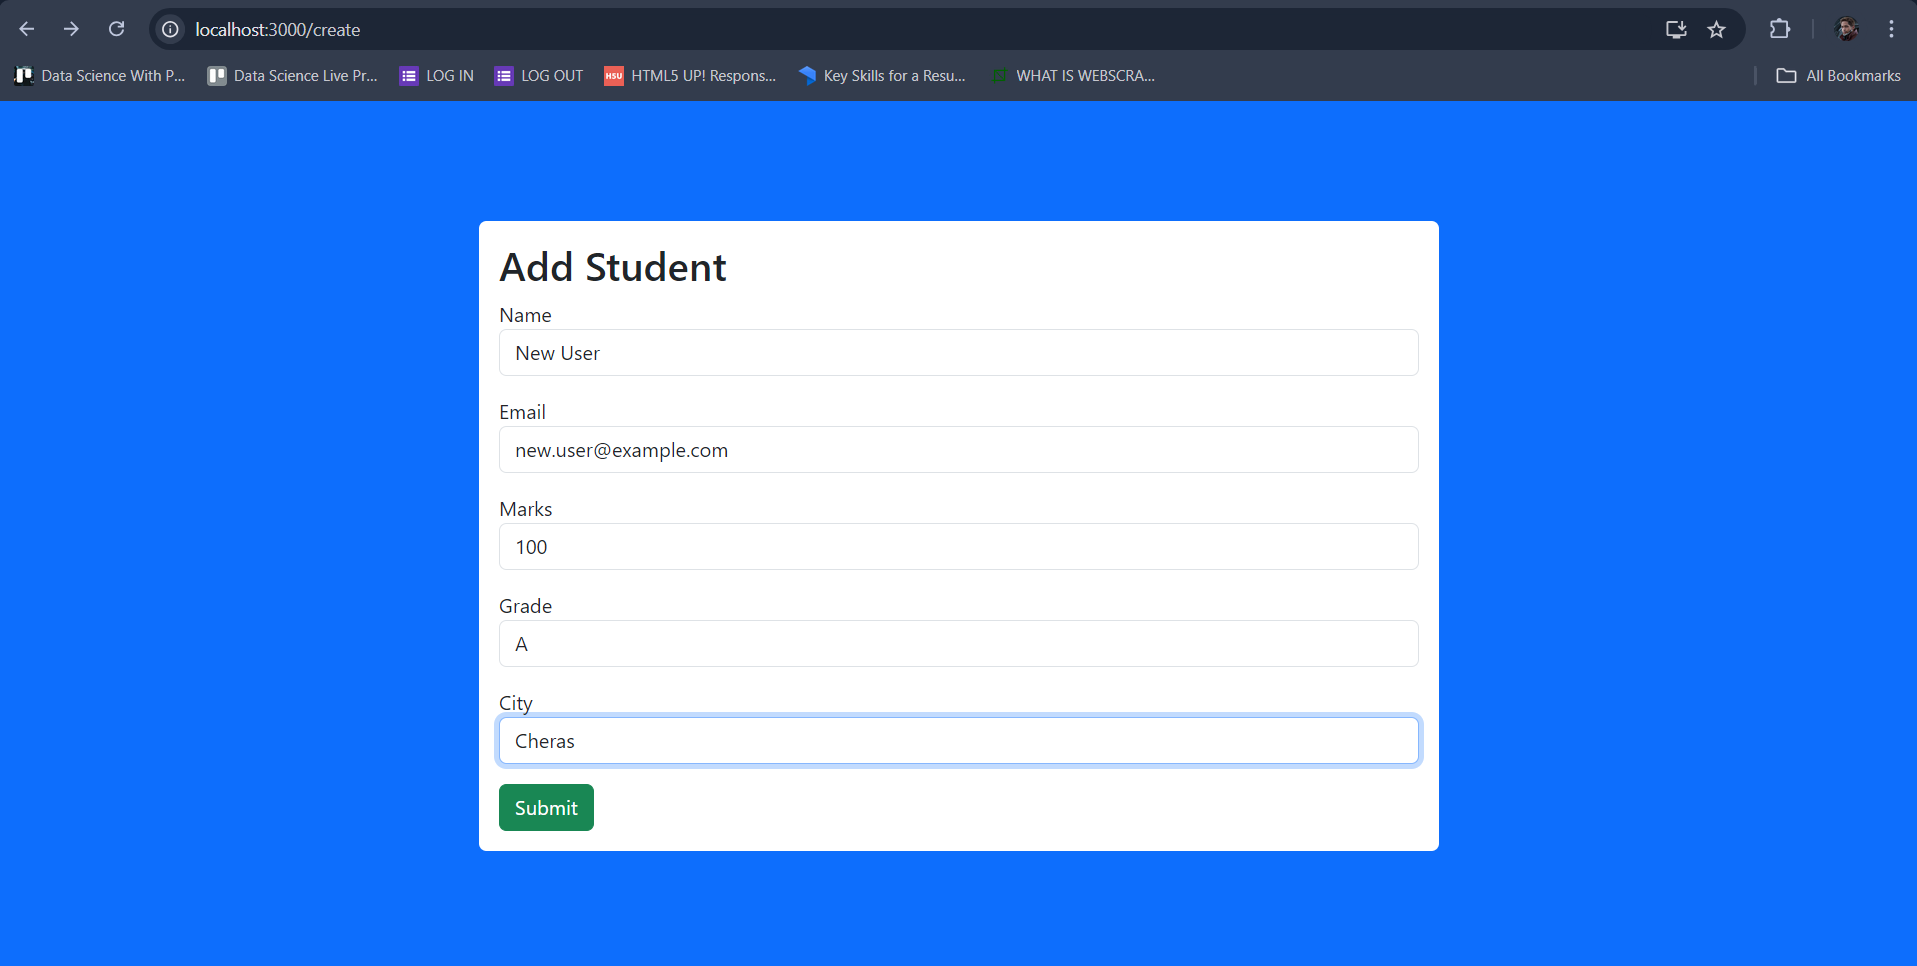 localhost:3000/create
Data Science With P... Data Science Live Pr... LOG IN LOG OUT HSU HTML5 UP! Respons... Key Skills for a Resu... WHAT IS WEBSCRA... All Bookmarks
Add Student
Name
New User
Email
new.user@example.com
Marks
100
Grade
A
City
Cheras
Submit